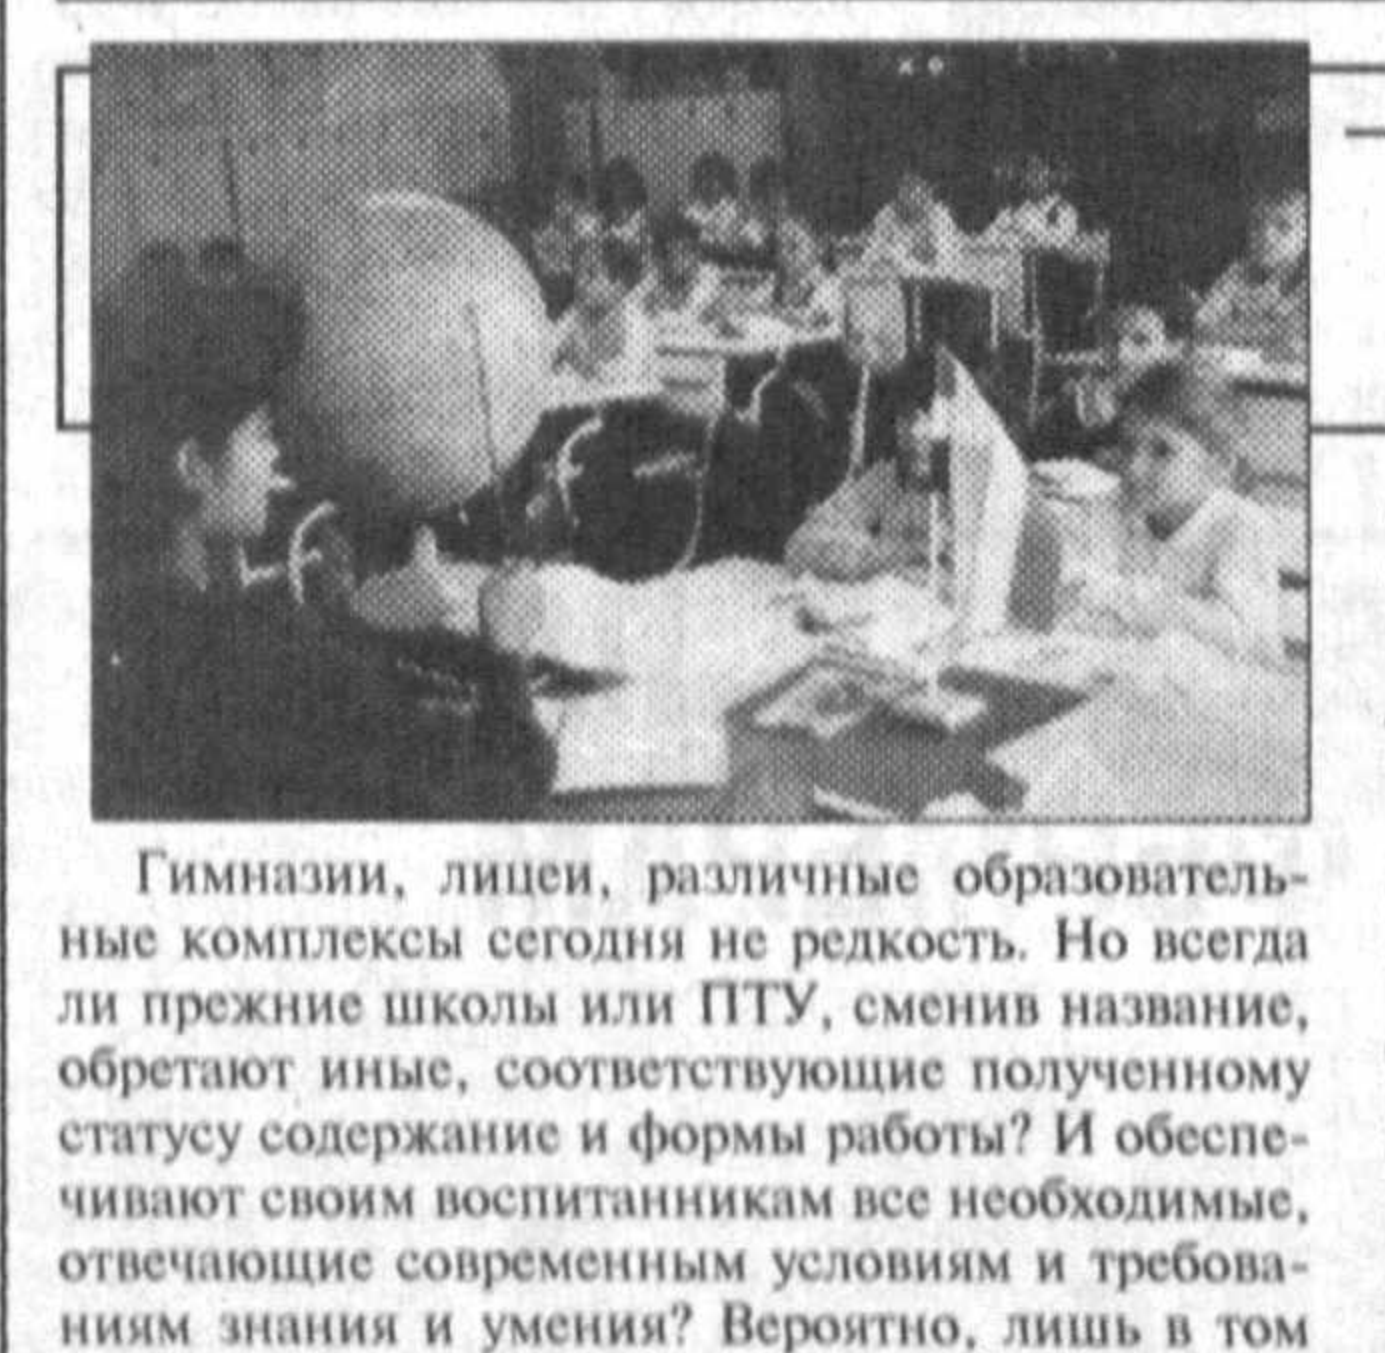 Гимназии, лицеи, различные образователь-
ные комплексы сегодня не редкость. Но всегда
ли прежние школы или ПТУ, сменив название,
обретают иные, соответствующие полученному
статусу содержание и формы работы? И обеспе-
чивают своим воспитанникам все необходимые,
отвечающие современным условиям и требова-
ниям знания и умения? Вероятно, лишь в том